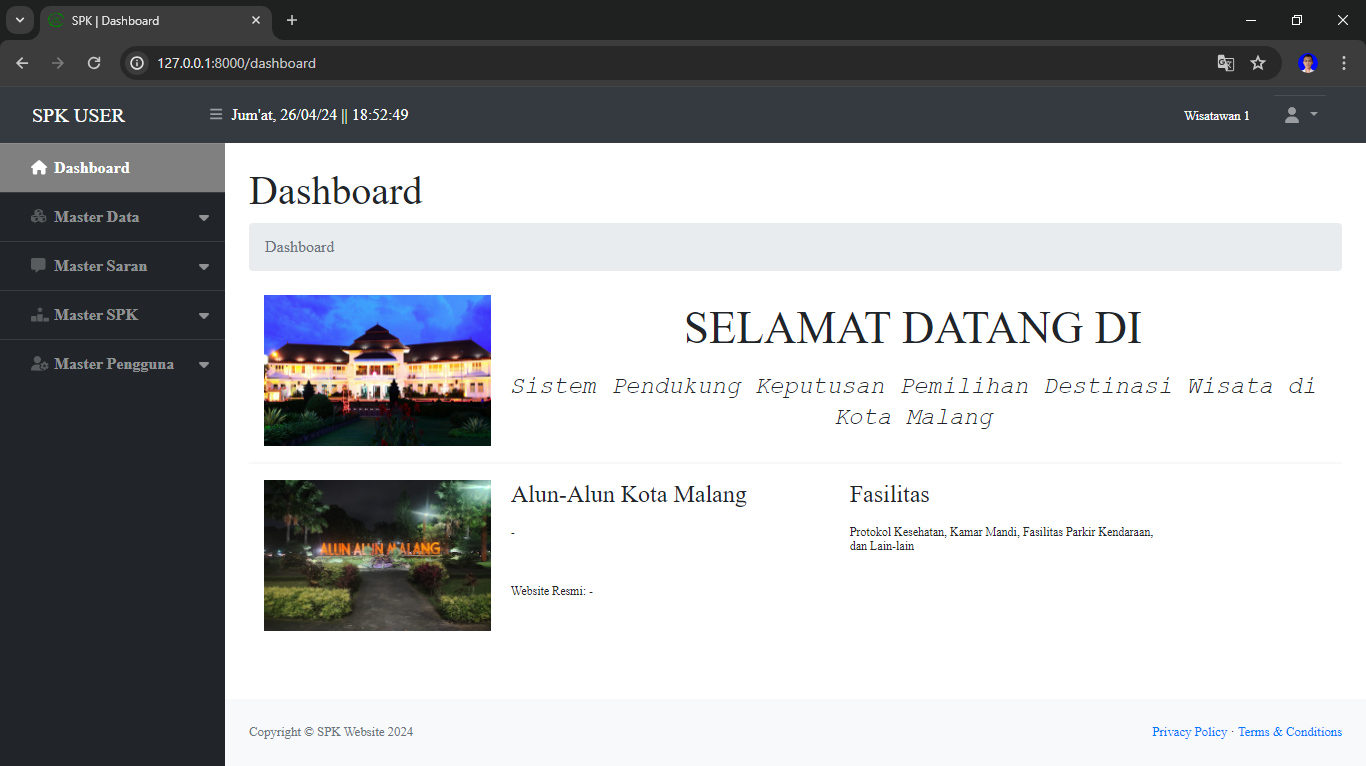 SPK | Dashboard
127.0.0.1:8000/dashboard
SPK USER
Jum'at, 26/04/24 || 18:52:49
Wisatawan 1
Dashboard
Master Data
Master Saran
Master SPK
Master Pengguna
Dashboard
Dashboard
SELAMAT DATANG DI
Sistem Pendukung Keputusan Pemilihan Destinasi Wisata di
Kota Malang
ALUN ALUN MALANG
Alun-Alun Kota Malang
-
Website Resmi: -
Fasilitas
Protokol Kesehatan, Kamar Mandi, Fasilitas Parkir Kendaraan,
dan Lain-lain
Copyright © SPK Website 2024
Privacy Policy · Terms & Conditions